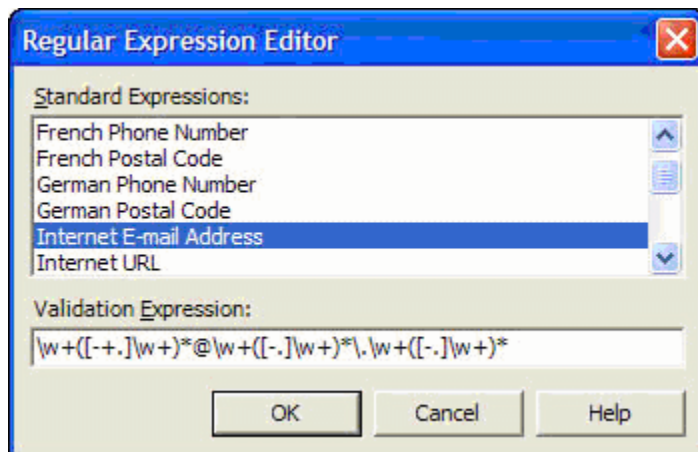 Regular Expression Editor
Standard Expressions:
French Phone Number
French Postal Code
German Phone Number
German Postal Code
Internet E-mail Address
Internet URL
Validation Expression:
\w+([-+.]\w+)*@\w+([-.]\w+)*\.\w+([-.]\w+)*
OK Cancel Help